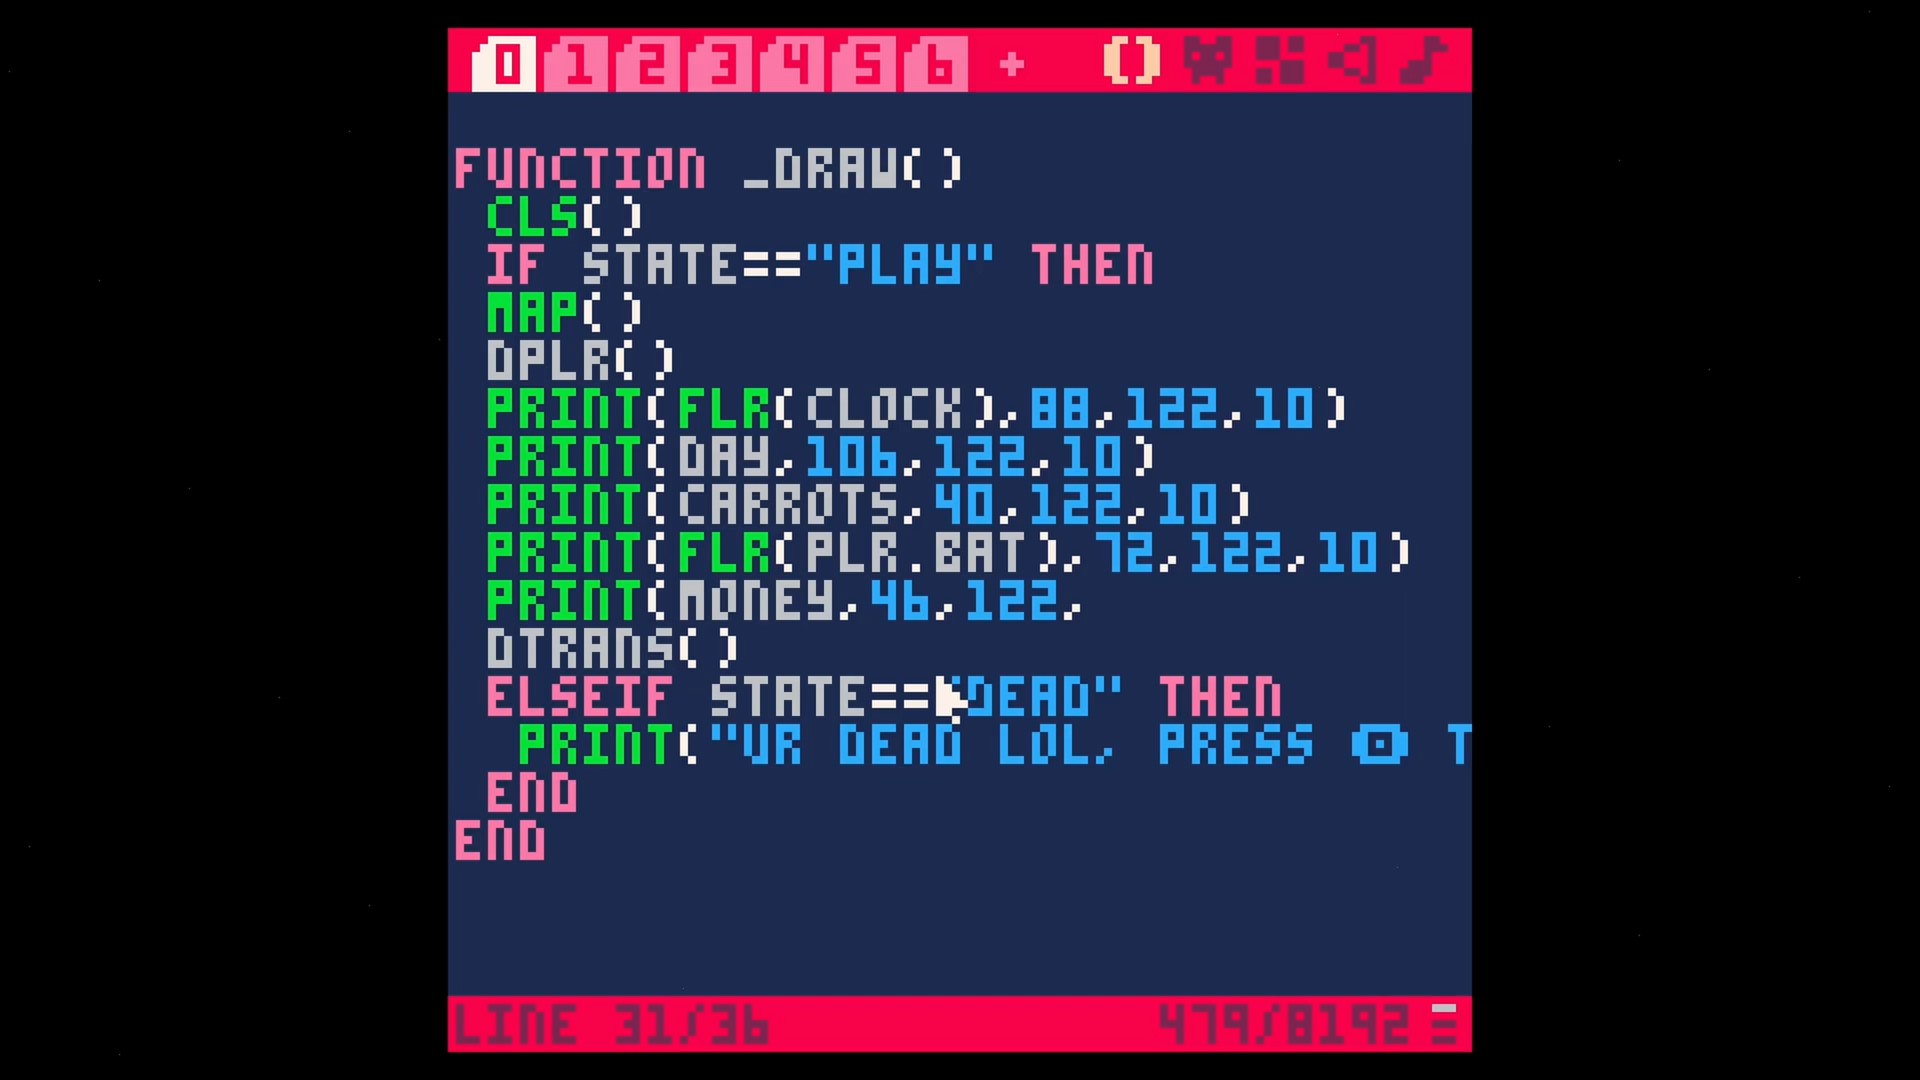 0 1 2 3 4 5 6 +
FUNCTION _DRAW()
CLS()
IF STATE=="PLAY" THEN
MAP()
DPLR()
PRINT(FLR(CLOCK),88,122,10)
PRINT(DAY,106,122,10)
PRINT(CARROTS,40,122,10)
PRINT(FLR(PLR.BAT),72,122,10)
PRINT(MONEY,46,122,
DTRANS()
ELSEIF STATE=="DEAD" THEN
PRINT("UR DEAD LOL, PRESS 🅾️ T
END
END
LINE 31/36
479/8192